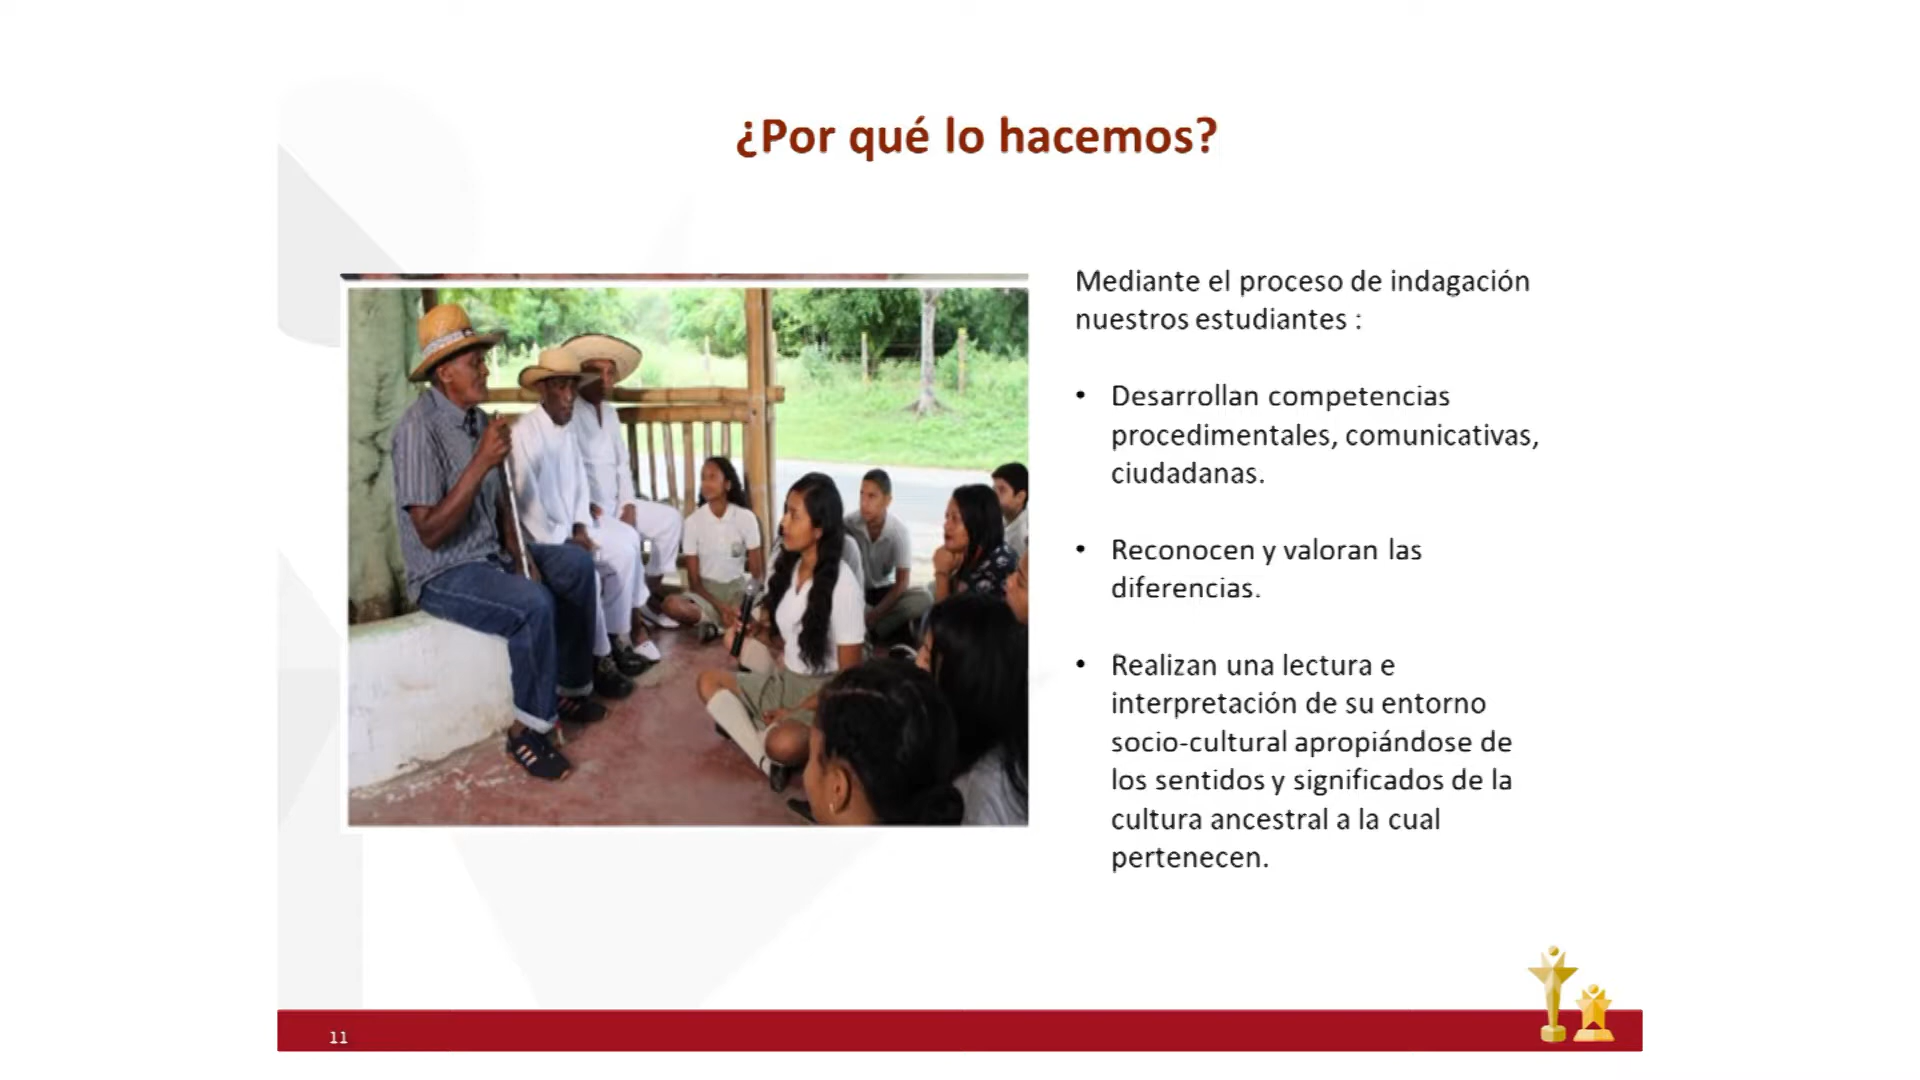 ¿Por qué lo hacemos?
Mediante el proceso de indagación
nuestros estudiantes :
• Desarrollan competencias
procedimentales, comunicativas,
ciudadanas.
• Reconocen y valoran las
diferencias.
• Realizan una lectura e
interpretación de su entorno
socio-cultural apropiándose de
los sentidos y significados de la
cultura ancestral a la cual
pertenecen.
11